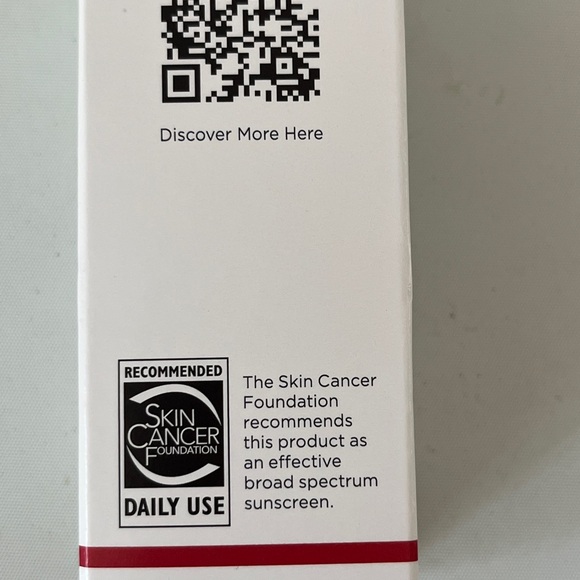 Discover More Here
RECOMMENDED
SKIN
CANCER
FOUNDATION
DAILY USE
The Skin Cancer
Foundation
recommends
this product as
an effective
broad spectrum
sunscreen.